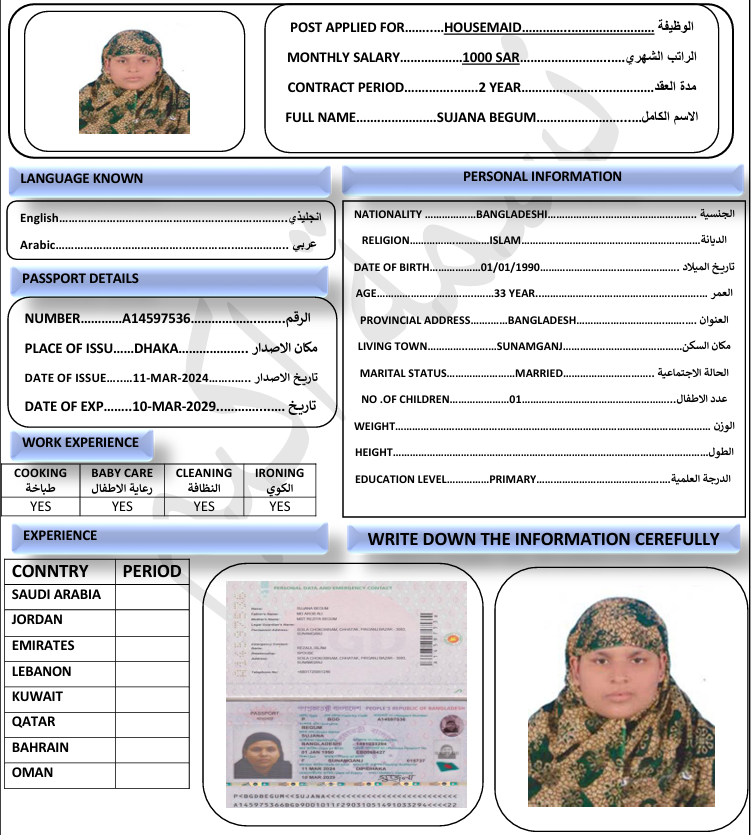 POST APPLIED FOR.........HOUSEMAID................................... الوظيفة
MONTHLY SALARY..................1000 SAR..............................الراتب الشهري
CONTRACT PERIOD.....................2 YEAR.....................................مدة العقد
FULL NAME........................SUJANA BEGUM..............................الاسم الكامل
LANGUAGE KNOWN
English..........................................................انجليذي
Arabic........................................................... عربي
PASSPORT DETAILS
NUMBER............A14597536.........................الرقم
PLACE OF ISSU......DHAKA.................... مكان الاصدار
DATE OF ISSUE.......11-MAR-2024............ تاريخ الاصدار
DATE OF EXP........10-MAR-2029................... تاريخ
WORK EXPERIENCE
COOKING طباخة BABY CARE رعاية الاطفال CLEANING النظافة IRONING الكوي
YES YES YES YES
PERSONAL INFORMATION
NATIONALITY ..................BANGLADESHI........................................... الجنسية
RELIGION.........................ISLAM....................................................الديانة
DATE OF BIRTH.................01/01/1990......................................... تاريخ الميلاد
AGE.......................................33 YEAR........................................ العمر
PROVINCIAL ADDRESS.............BANGLADESH..................................... العنوان
LIVING TOWN.......................SUNAMGANJ................................مكان السكن
MARITAL STATUS..................MARRIED............................. الحالة الاجتماعية
NO .OF CHILDREN................01...........................................عدد الاطفال
WEIGHT................................................................................ الوزن
HEIGHT.................................................................................الطول
EDUCATION LEVEL...............PRIMARY....................................الدرجة العلمية
EXPERIENCE
CONNTRY PERIOD
SAUDI ARABIA
JORDAN
EMIRATES
LEBANON
KUWAIT
QATAR
BAHRAIN
OMAN
WRITE DOWN THE INFORMATION CEREFULLY
PERSONAL DATA AND EMERGENCY CONTACT
SUJANA BEGUM
PEOPLE'S REPUBLIC OF BANGLADESH
PASSPORT
P BGD A14597536
BEGUM
SUJANA
BANGLADESHI
01 JAN 1990
F SUNAMGANJ
11 MAR 2024 DIP/DHAKA